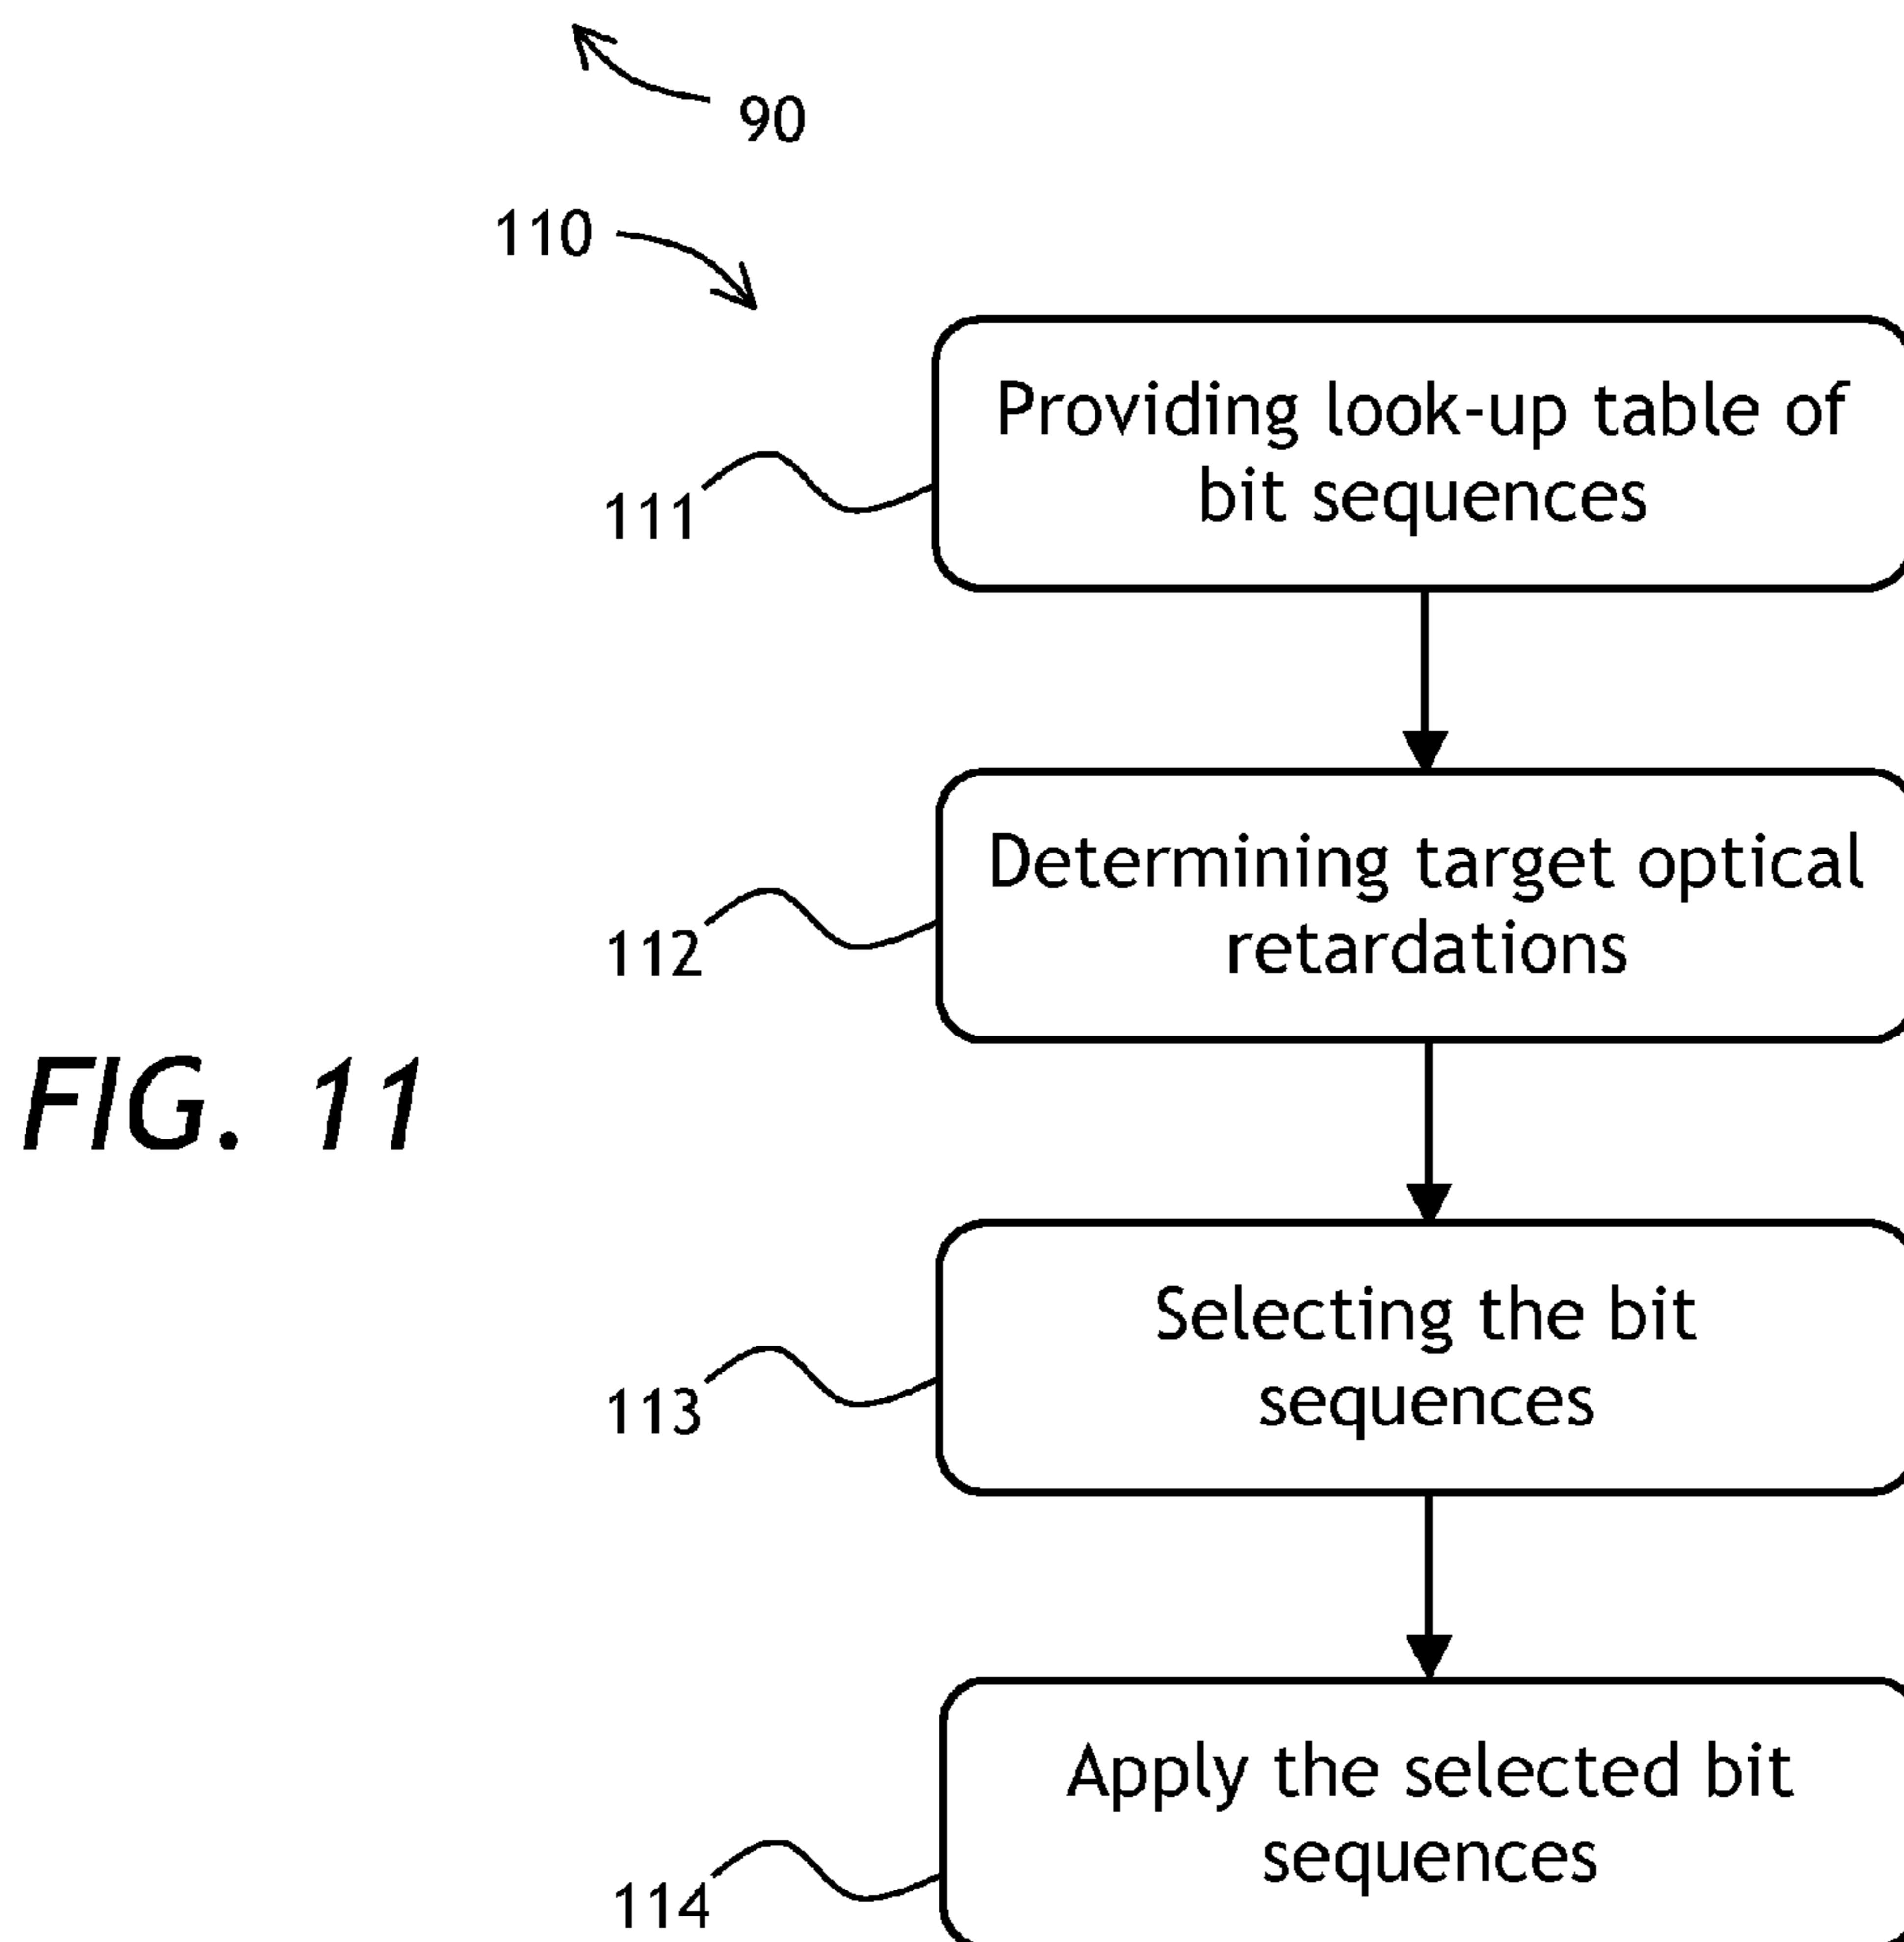 90
110
Providing look-up table of
bit sequences
111
Determining target optical
retardations
112
FIG. 11
Selecting the bit
sequences
113
Apply the selected bit
sequences
114